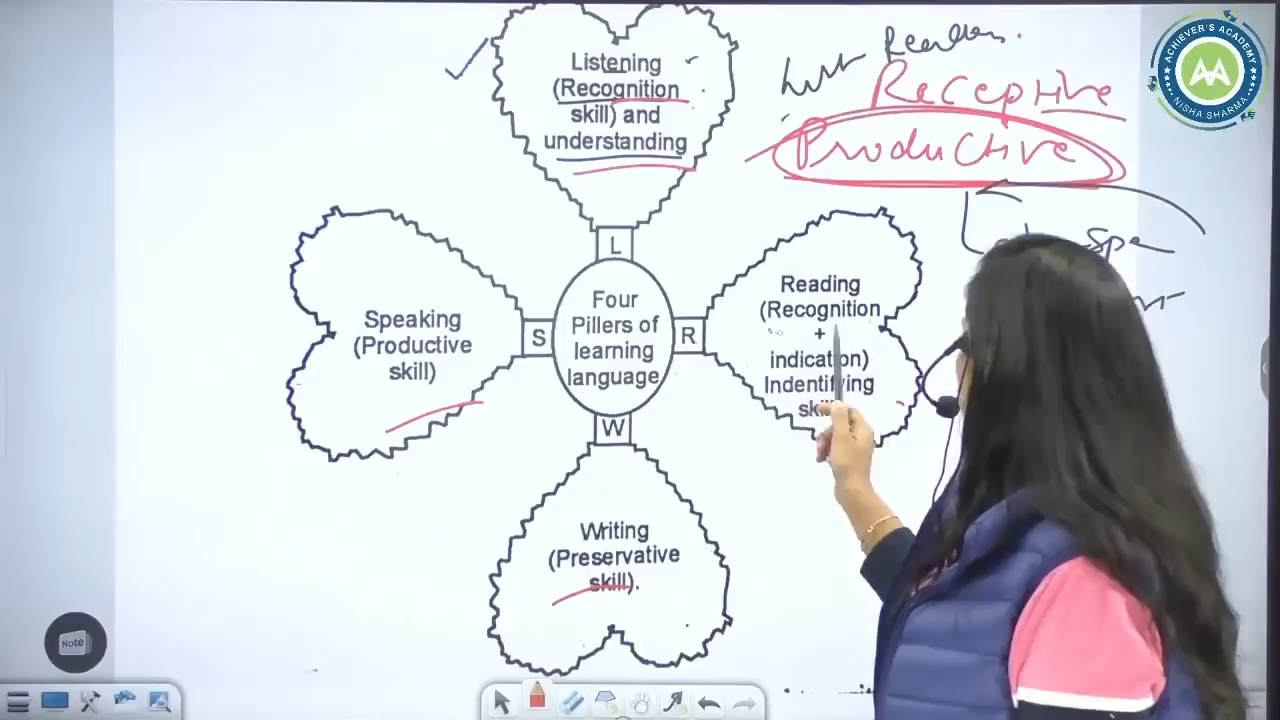 Listening
(Recognition
skill) and
understanding
Receptive
Productive
ACHIEVER'S ACADEMY
NISHA SHARMA
L
Speaking
(Productive
skill)
S
Four
Pillers of
learning
language
R
Reading
(Recognition
+
indication)
Indentifying
W
Writing
(Preservative
skill).
Note